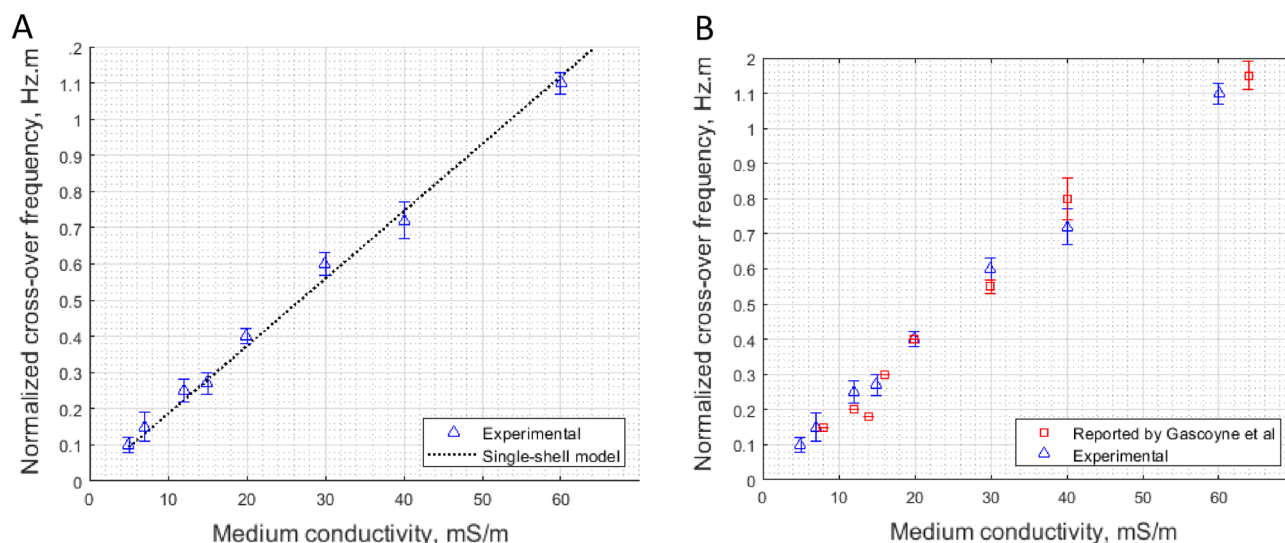 A
Normalized cross-over frequency, Hz.m
.2
1.1
1
0.9
0.8
0.7
0.6
0.5
0.4
0.3
0.2
0.1
0
0 10 20 30 40 50 60
Medium conductivity, mS/m
Experimental
Single-shell model
B
Normalized cross-over frequency, Hz.m
2
1.1
1
0.9
0.8
0.7
0.6
0.5
0.4
0.3
0.2
0.1
0
0 10 20 30 40 50 60
Medium conductivity, mS/m
Reported by Gascoyne et al
Experimental